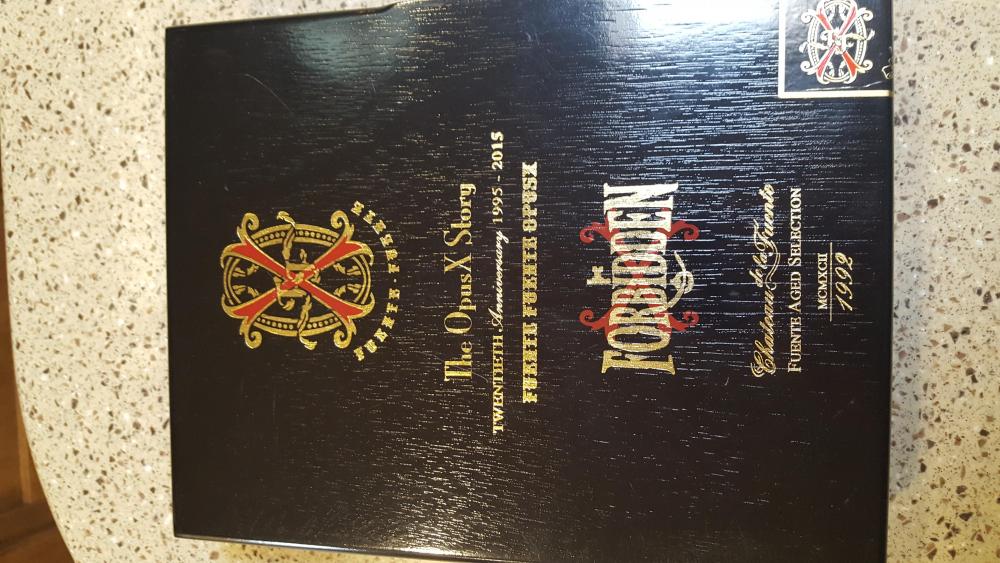 FUENTE · FUENTE
The OpusX Story
TWENTIETH Anniversary 1995 - 2015
FUENTE FUENTE OPUSX
FORBIDDEN
X
Chateau de la Fuente
FUENTE AGED SELECTION
MCMXCII
1992